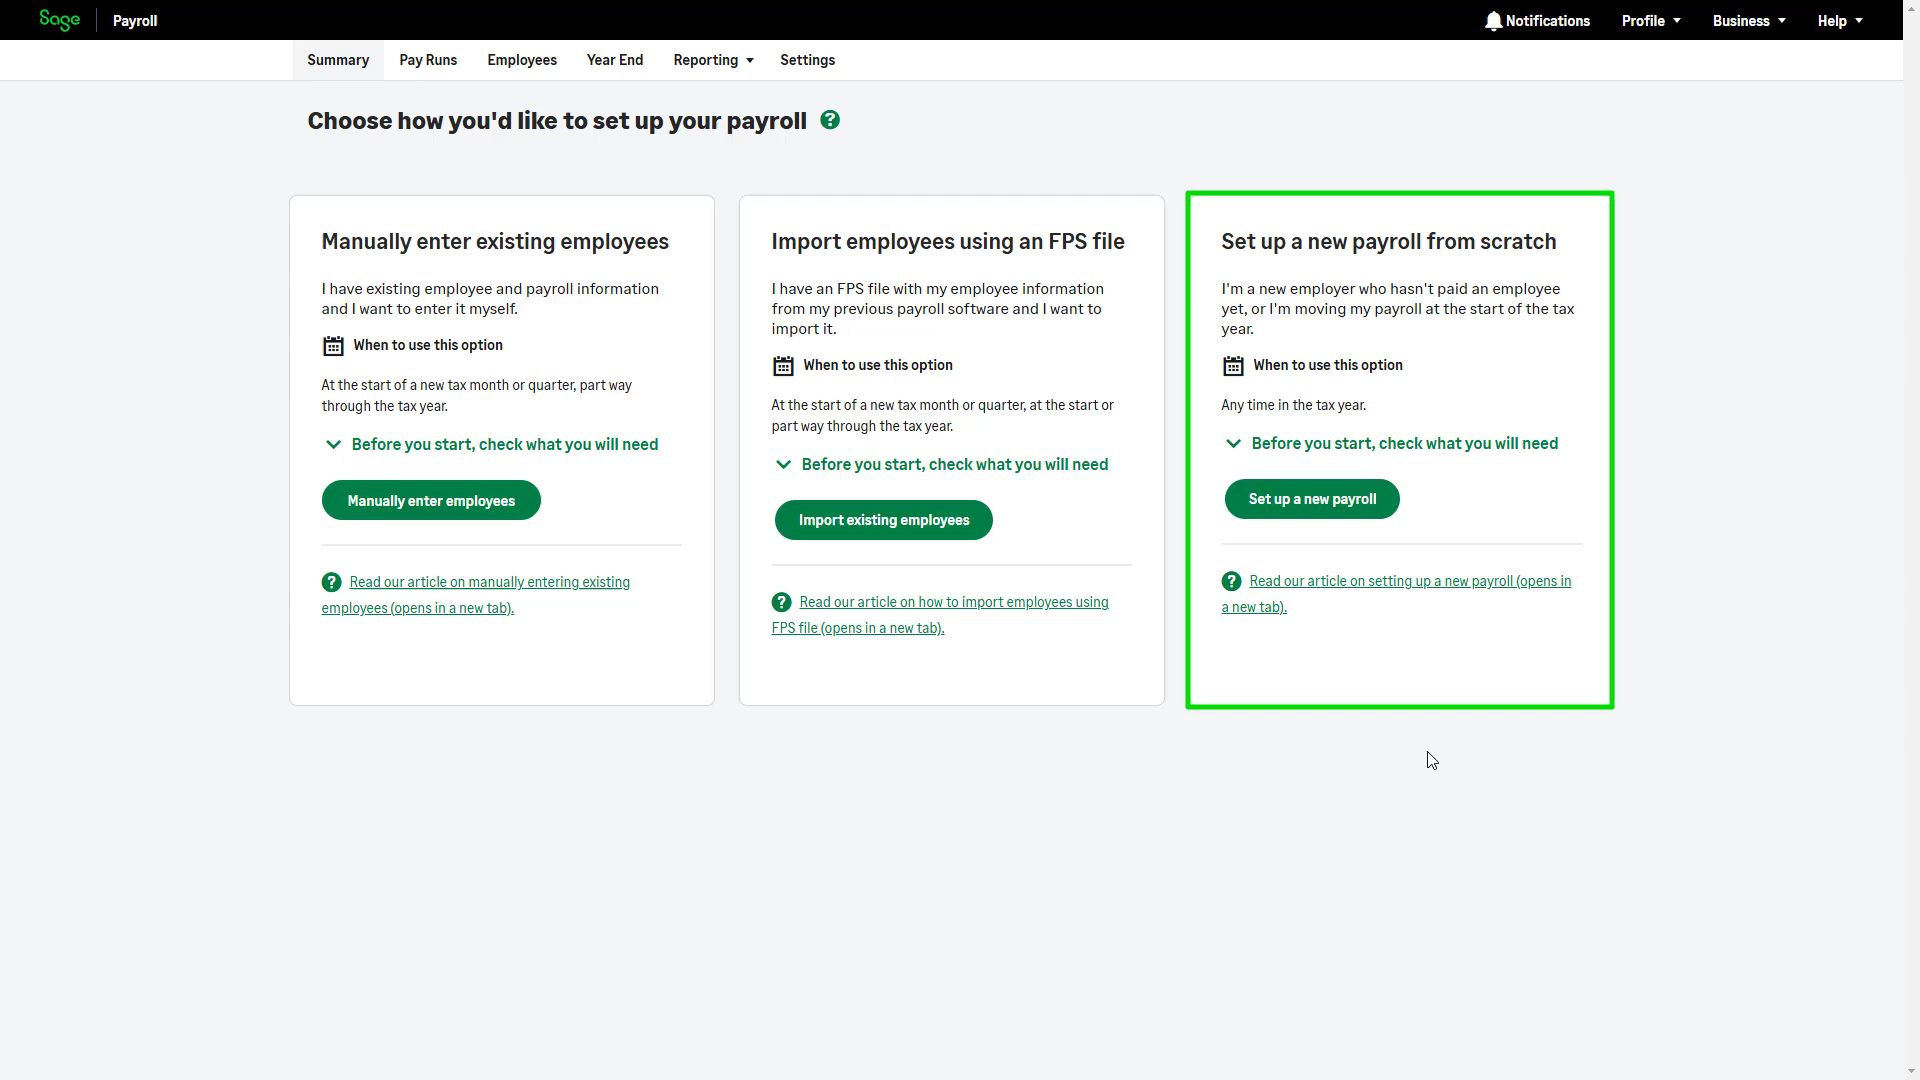 Sage Payroll Notifications Profile Business Help
Summary Pay Runs Employees Year End Reporting Settings
Choose how you'd like to set up your payroll ?
Manually enter existing employees
I have existing employee and payroll information
and I want to enter it myself.
When to use this option
At the start of a new tax month or quarter, part way
through the tax year.
Before you start, check what you will need
Manually enter employees
? Read our article on manually entering existing
employees (opens in a new tab).
Import employees using an FPS file
I have an FPS file with my employee information
from my previous payroll software and I want to
import it.
When to use this option
At the start of a new tax month or quarter, at the start or
part way through the tax year.
Before you start, check what you will need
Import existing employees
? Read our article on how to import employees using
FPS file (opens in a new tab).
Set up a new payroll from scratch
I'm a new employer who hasn't paid an employee
yet, or I'm moving my payroll at the start of the tax
year.
When to use this option
Any time in the tax year.
Before you start, check what you will need
Set up a new payroll
? Read our article on setting up a new payroll (opens in
a new tab).